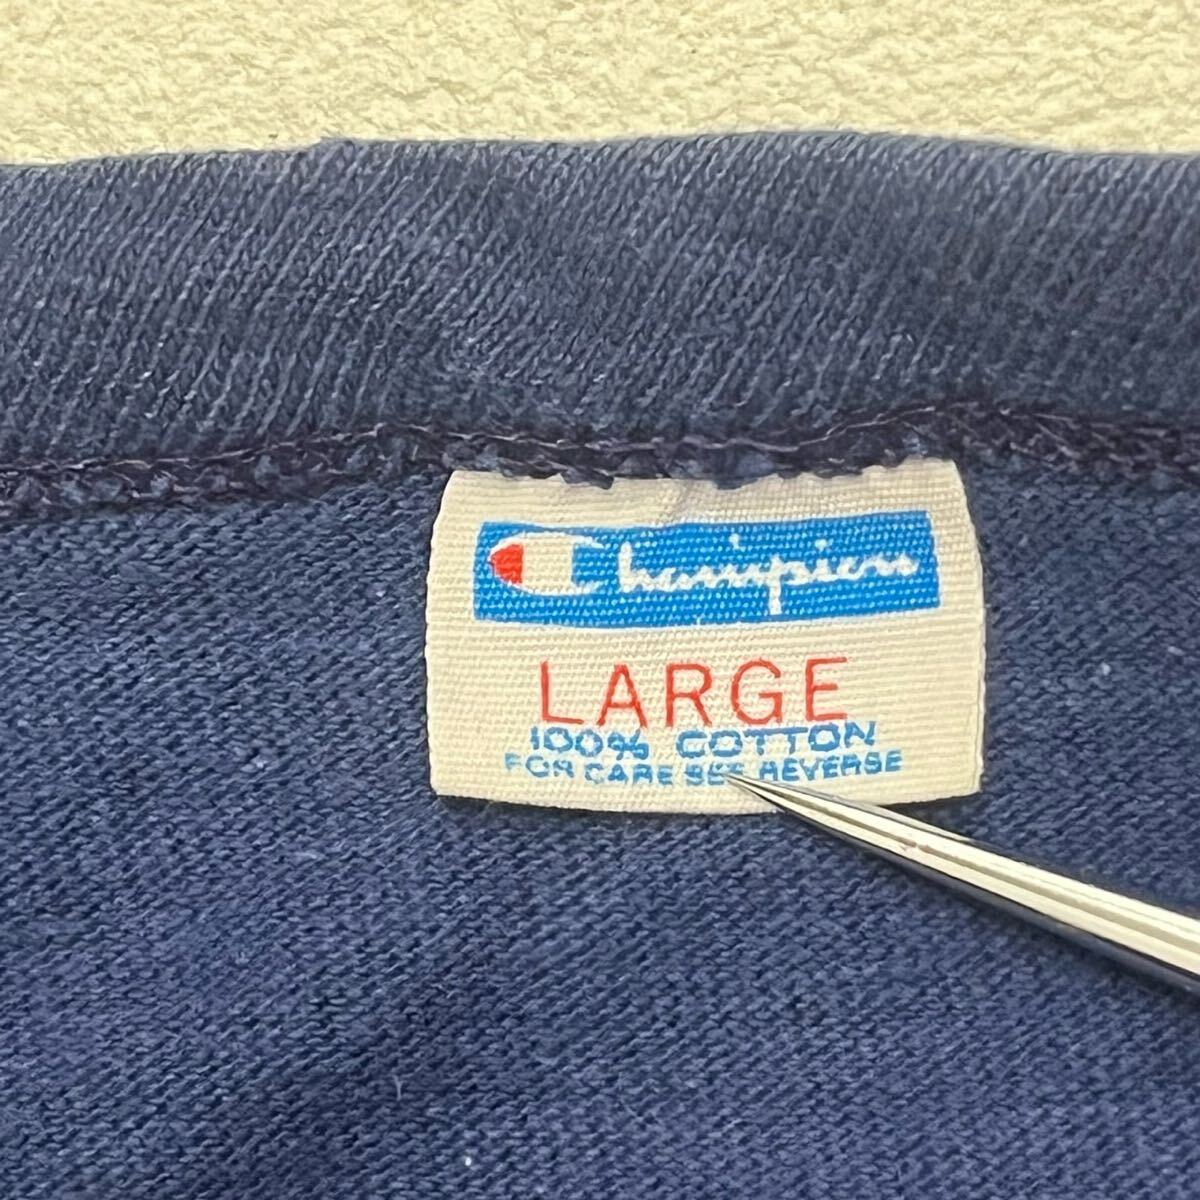 Champion
LARGE
100% COTTON
FOR CARE SEE REVERSE